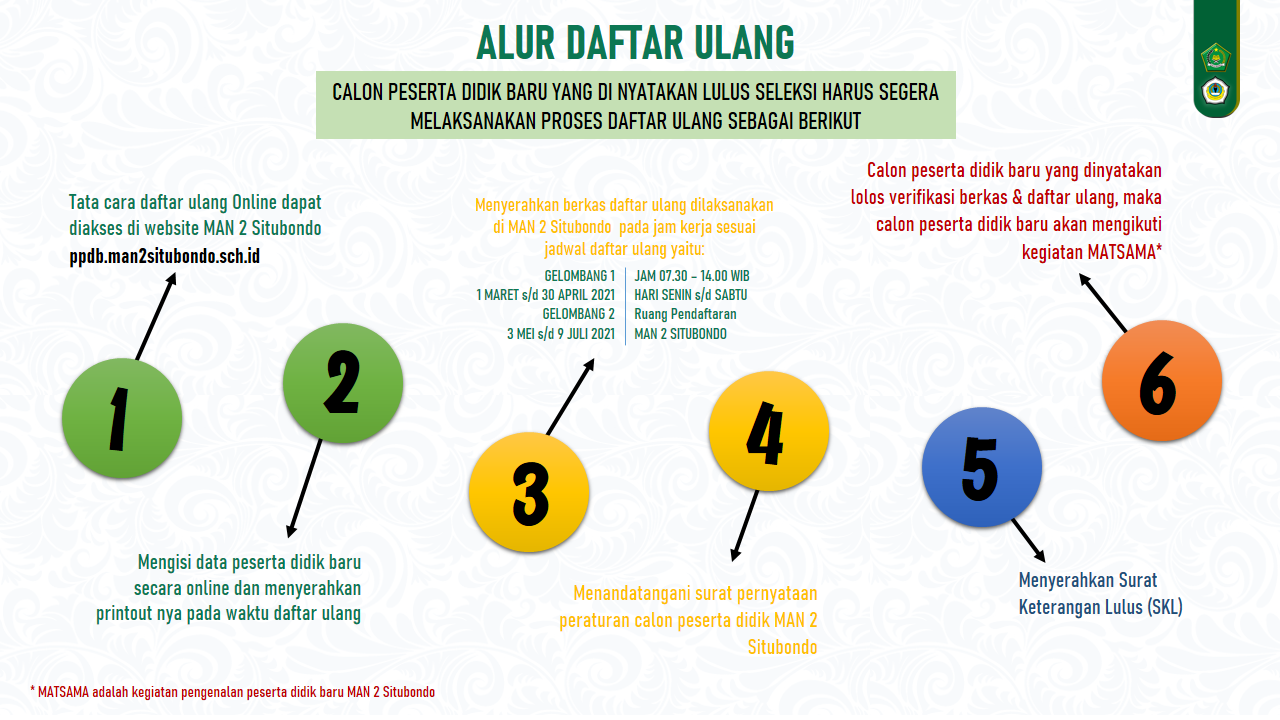 ALUR DAFTAR ULANG
CALON PESERTA DIDIK BARU YANG DI NYATAKAN LULUS SELEKSI HARUS SEGERA
MELAKSANAKAN PROSES DAFTAR ULANG SEBAGAI BERIKUT
1
Tata cara daftar ulang Online dapat
diakses di website MAN 2 Situbondo
ppdb.man2situbondo.sch.id
2
Mengisi data peserta didik baru
secara online dan menyerahkan
printout nya pada waktu daftar ulang
3
Menyerahkan berkas daftar ulang dilaksanakan
di MAN 2 Situbondo pada jam kerja sesuai
jadwal daftar ulang yaitu:
GELOMBANG 1
1 MARET s/d 30 APRIL 2021
GELOMBANG 2
3 MEI s/d 9 JULI 2021
JAM 07.30 – 14.00 WIB
HARI SENIN s/d SABTU
Ruang Pendaftaran
MAN 2 SITUBONDO
4
Menandatangani surat pernyataan
peraturan calon peserta didik MAN 2
Situbondo
5
Menyerahkan Surat
Keterangan Lulus (SKL)
6
Calon peserta didik baru yang dinyatakan
lolos verifikasi berkas & daftar ulang, maka
calon peserta didik baru akan mengikuti
kegiatan MATSAMA*
* MATSAMA adalah kegiatan pengenalan peserta didik baru MAN 2 Situbondo